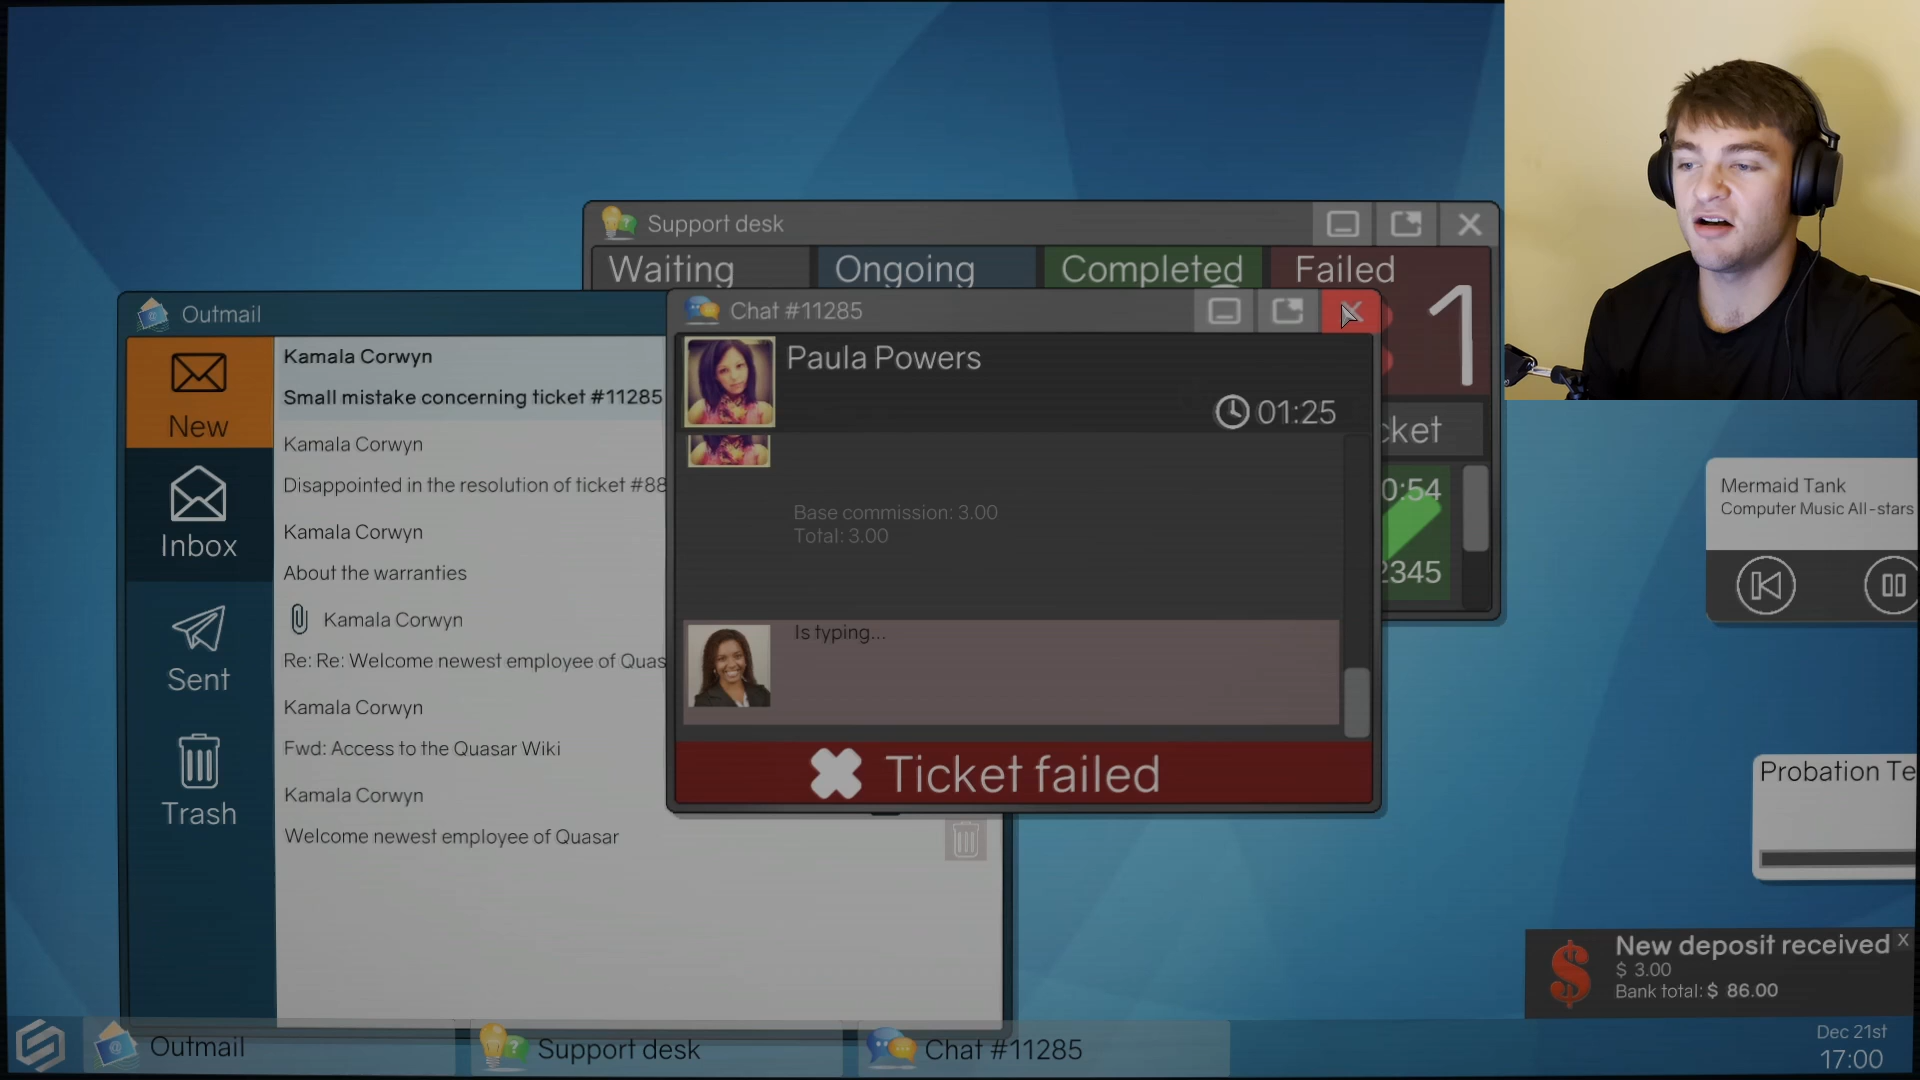 Support desk
Waiting
Ongoing
Completed
Failed
1
Outmail
Chat #11285
New
Inbox
Sent
Trash
Kamala Corwyn
Small mistake concerning ticket #11285
Kamala Corwyn
Disappointed in the resolution of ticket #88
Kamala Corwyn
About the warranties
Kamala Corwyn
Re: Re: Welcome newest employee of Quas
Kamala Corwyn
Fwd: Access to the Quasar Wiki
Kamala Corwyn
Welcome newest employee of Quasar
Paula Powers
01:25
Base commission: 3.00
Total: 3.00
Is typing...
Ticket failed
cket
0:54
2345
Mermaid Tank
Computer Music All-stars
Probation Te
New deposit received X
$ 3.00
Bank total: $ 86.00
Outmail
Support desk
Chat #11285
Dec 21st
17:00